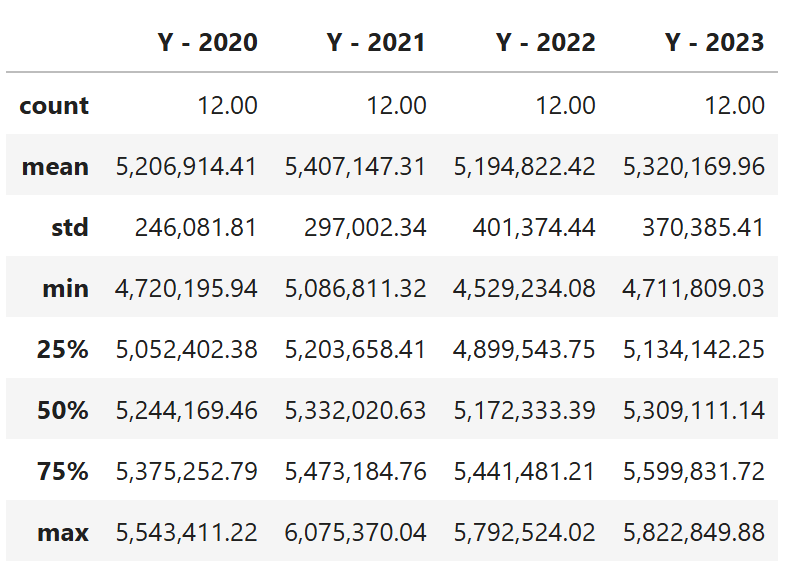 Y - 2020 Y - 2021 Y - 2022 Y - 2023
count 12.00 12.00 12.00 12.00
mean 5,206,914.41 5,407,147.31 5,194,822.42 5,320,169.96
std 246,081.81 297,002.34 401,374.44 370,385.41
min 4,720,195.94 5,086,811.32 4,529,234.08 4,711,809.03
25% 5,052,402.38 5,203,658.41 4,899,543.75 5,134,142.25
50% 5,244,169.46 5,332,020.63 5,172,333.39 5,309,111.14
75% 5,375,252.79 5,473,184.76 5,441,481.21 5,599,831.72
max 5,543,411.22 6,075,370.04 5,792,524.02 5,822,849.88